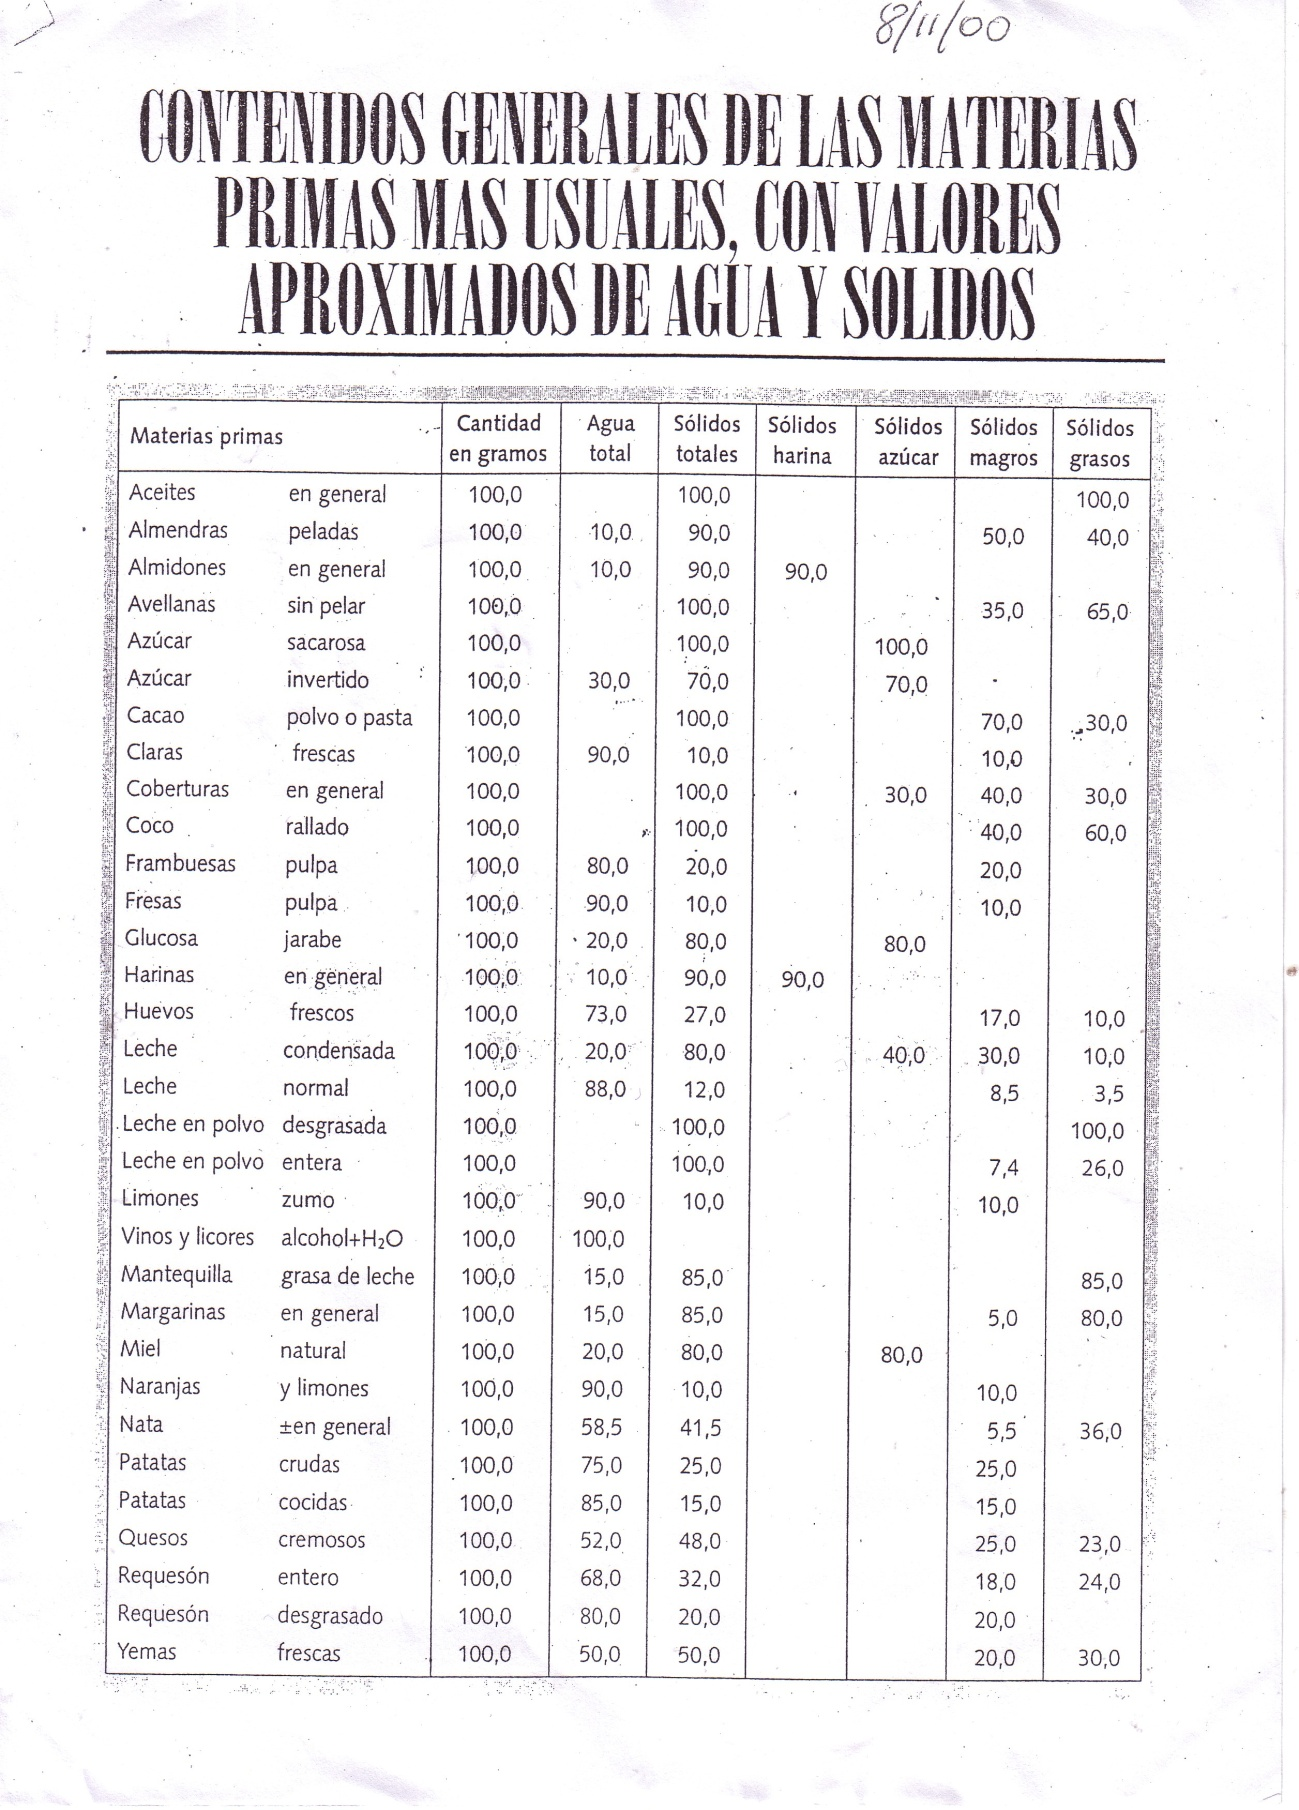 8/11/00
CONTENIDOS GENERALES DE LAS MATERIAS
PRIMAS MAS USUALES, CON VALORES
APROXIMADOS DE AGUA Y SOLIDOS
Materias primas Cantidad en gramos Agua total Sólidos totales Sólidos harina Sólidos azúcar Sólidos magros Sólidos grasos
Aceites en general 100,0 100,0 100,0
Almendras peladas 100,0 10,0 90,0 50,0 40,0
Almidones en general 100,0 10,0 90,0 90,0
Avellanas sin pelar 100,0 100,0 35,0 65,0
Azúcar sacarosa 100,0 100,0 100,0
Azúcar invertido 100,0 30,0 70,0 70,0
Cacao polvo o pasta 100,0 100,0 70,0 30,0
Claras frescas 100,0 90,0 10,0 10,0
Coberturas en general 100,0 100,0 30,0 40,0 30,0
Coco rallado 100,0 100,0 40,0 60,0
Frambuesas pulpa 100,0 80,0 20,0 20,0
Fresas pulpa 100,0 90,0 10,0 10,0
Glucosa jarabe 100,0 20,0 80,0 80,0
Harinas en general 100,0 10,0 90,0 90,0
Huevos frescos 100,0 73,0 27,0 17,0 10,0
Leche condensada 100,0 20,0 80,0 40,0 30,0 10,0
Leche normal 100,0 88,0 12,0 8,5 3,5
Leche en polvo desgrasada 100,0 100,0 100,0
Leche en polvo entera 100,0 100,0 7,4 26,0
Limones zumo 100,0 90,0 10,0 10,0
Vinos y licores alcohol+H₂O 100,0 100,0
Mantequilla grasa de leche 100,0 15,0 85,0 85,0
Margarinas en general 100,0 15,0 85,0 5,0 80,0
Miel natural 100,0 20,0 80,0 80,0
Naranjas y limones 100,0 90,0 10,0 10,0
Nata ±en general 100,0 58,5 41,5 5,5 36,0
Patatas crudas 100,0 75,0 25,0 25,0
Patatas cocidas 100,0 85,0 15,0 15,0
Quesos cremosos 100,0 52,0 48,0 25,0 23,0
Requesón entero 100,0 68,0 32,0 18,0 24,0
Requesón desgrasado 100,0 80,0 20,0 20,0
Yemas frescas 100,0 50,0 50,0 20,0 30,0